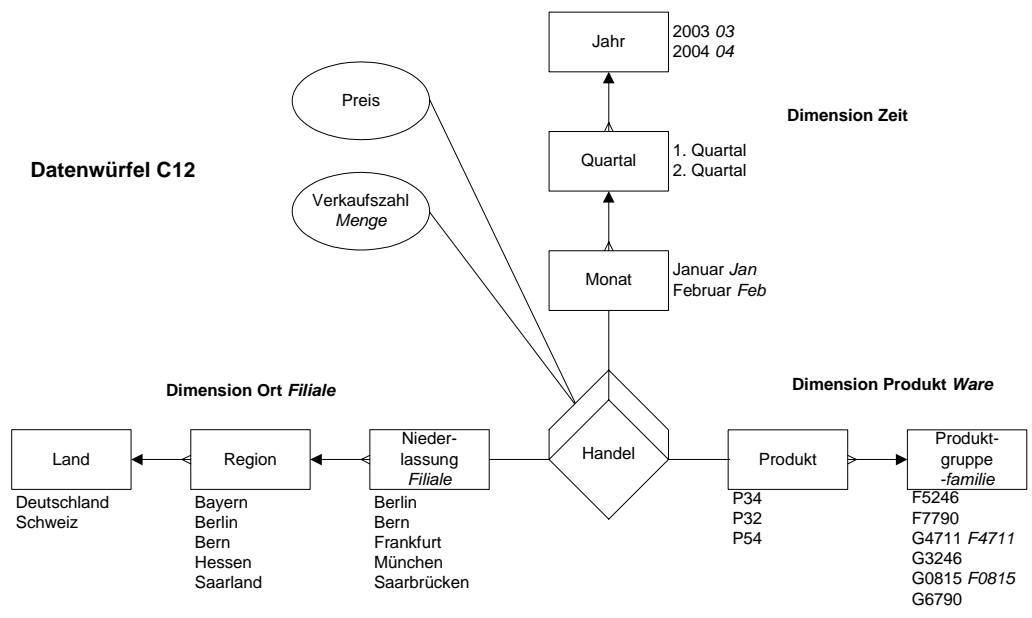 Jahr
2003 03
2004 04
Preis
Dimension Zeit
Quartal
1. Quartal
2. Quartal
Datenwürfel C12
Verkaufszahl
Menge
Monat
Januar Jan
Februar Feb
Dimension Ort Filiale
Dimension Produkt Ware
Land
Deutschland
Schweiz
Region
Bayern
Berlin
Bern
Hessen
Saarland
Nieder-
lassung
Filiale
Berlin
Bern
Frankfurt
München
Saarbrücken
Handel
Produkt
P34
P32
P54
Produkt-
gruppe
-familie
F5246
F7790
G4711 F4711
G3246
G0815 F0815
G6790